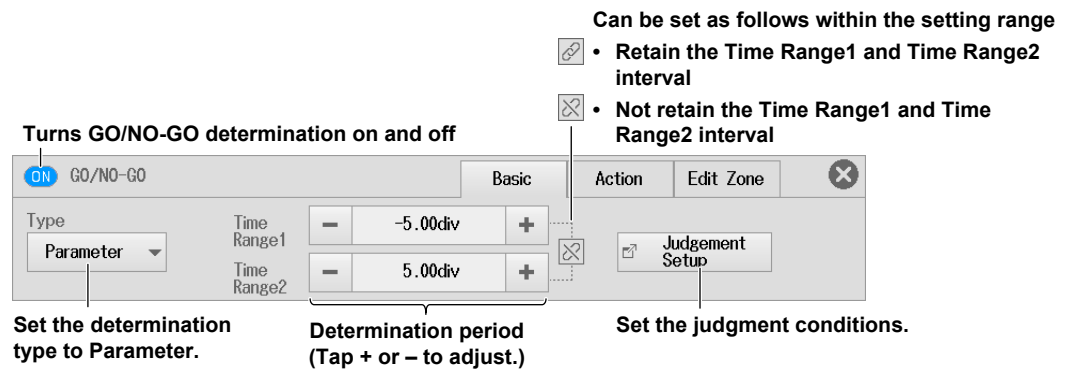 Can be set as follows within the setting range
• Retain the Time Range1 and Time Range2
interval
• Not retain the Time Range1 and Time
Range2 interval
Turns GO/NO-GO determination on and off
ON GO/NO-GO Basic Action Edit Zone
Type
Parameter
Time
Range1
− -5.00div +
Time
Range2
− 5.00div +
Judgement
Setup
Set the determination
type to Parameter.
Determination period
(Tap + or – to adjust.)
Set the judgment conditions.